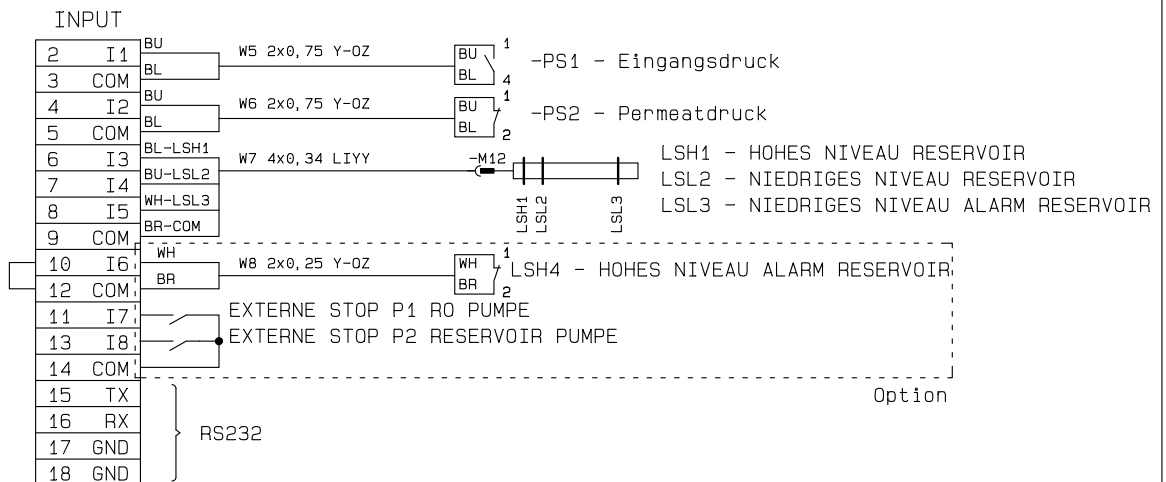 INPUT
2 I1 BU W5 2x0,75 Y-OZ BU 1 -PS1 - Eingangsdruck
3 COM BL BL 4
4 I2 BU W6 2x0,75 Y-OZ BU 1 -PS2 - Permeatdruck
5 COM BL BL 2
6 I3 BL-LSH1 W7 4x0,34 LIYY -M12 LSH1 - HOHES NIVEAU RESERVOIR
7 I4 BU-LSL2 LSL2 - NIEDRIGES NIVEAU RESERVOIR
8 I5 WH-LSL3 LSH1 LSL2 LSL3 LSL3 - NIEDRIGES NIVEAU ALARM RESERVOIR
9 COM BR-COM
10 I6 WH W8 2x0,25 Y-OZ WH 1 LSH4 - HOHES NIVEAU ALARM RESERVOIR
12 COM BR BR 2
11 I7 EXTERNE STOP P1 RO PUMPE
13 I8 EXTERNE STOP P2 RESERVOIR PUMPE
14 COM
15 TX Option
16 RX RS232
17 GND
18 GND